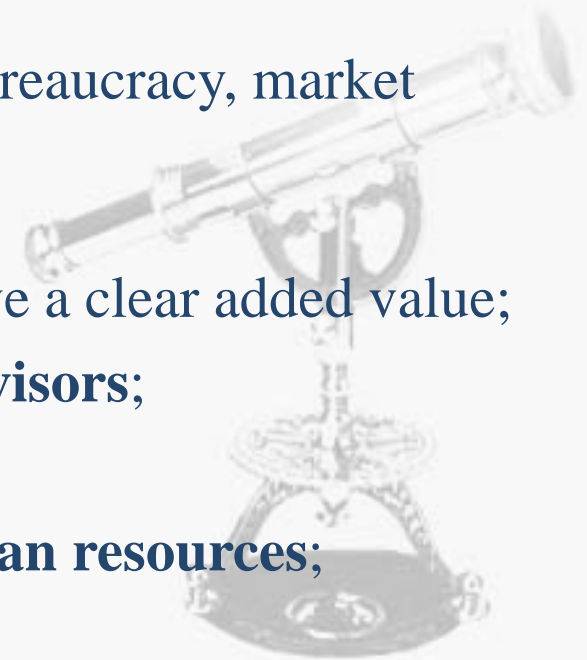 reaucracy, market
e a clear added value;
visors;
an resources;